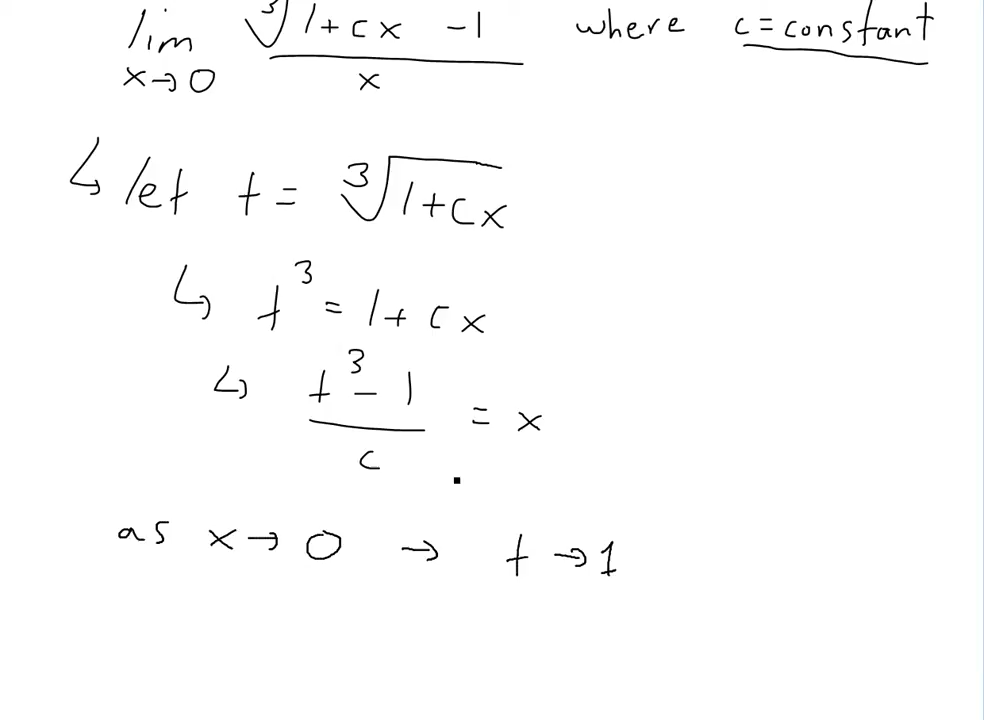 lim x→0 ∛(1+cx) -1 / x where c=constant
↳ let t = ∛(1+cx)
↳ t³ = 1+cx
↳ t³-1 / c = x
as x→0 → t→1